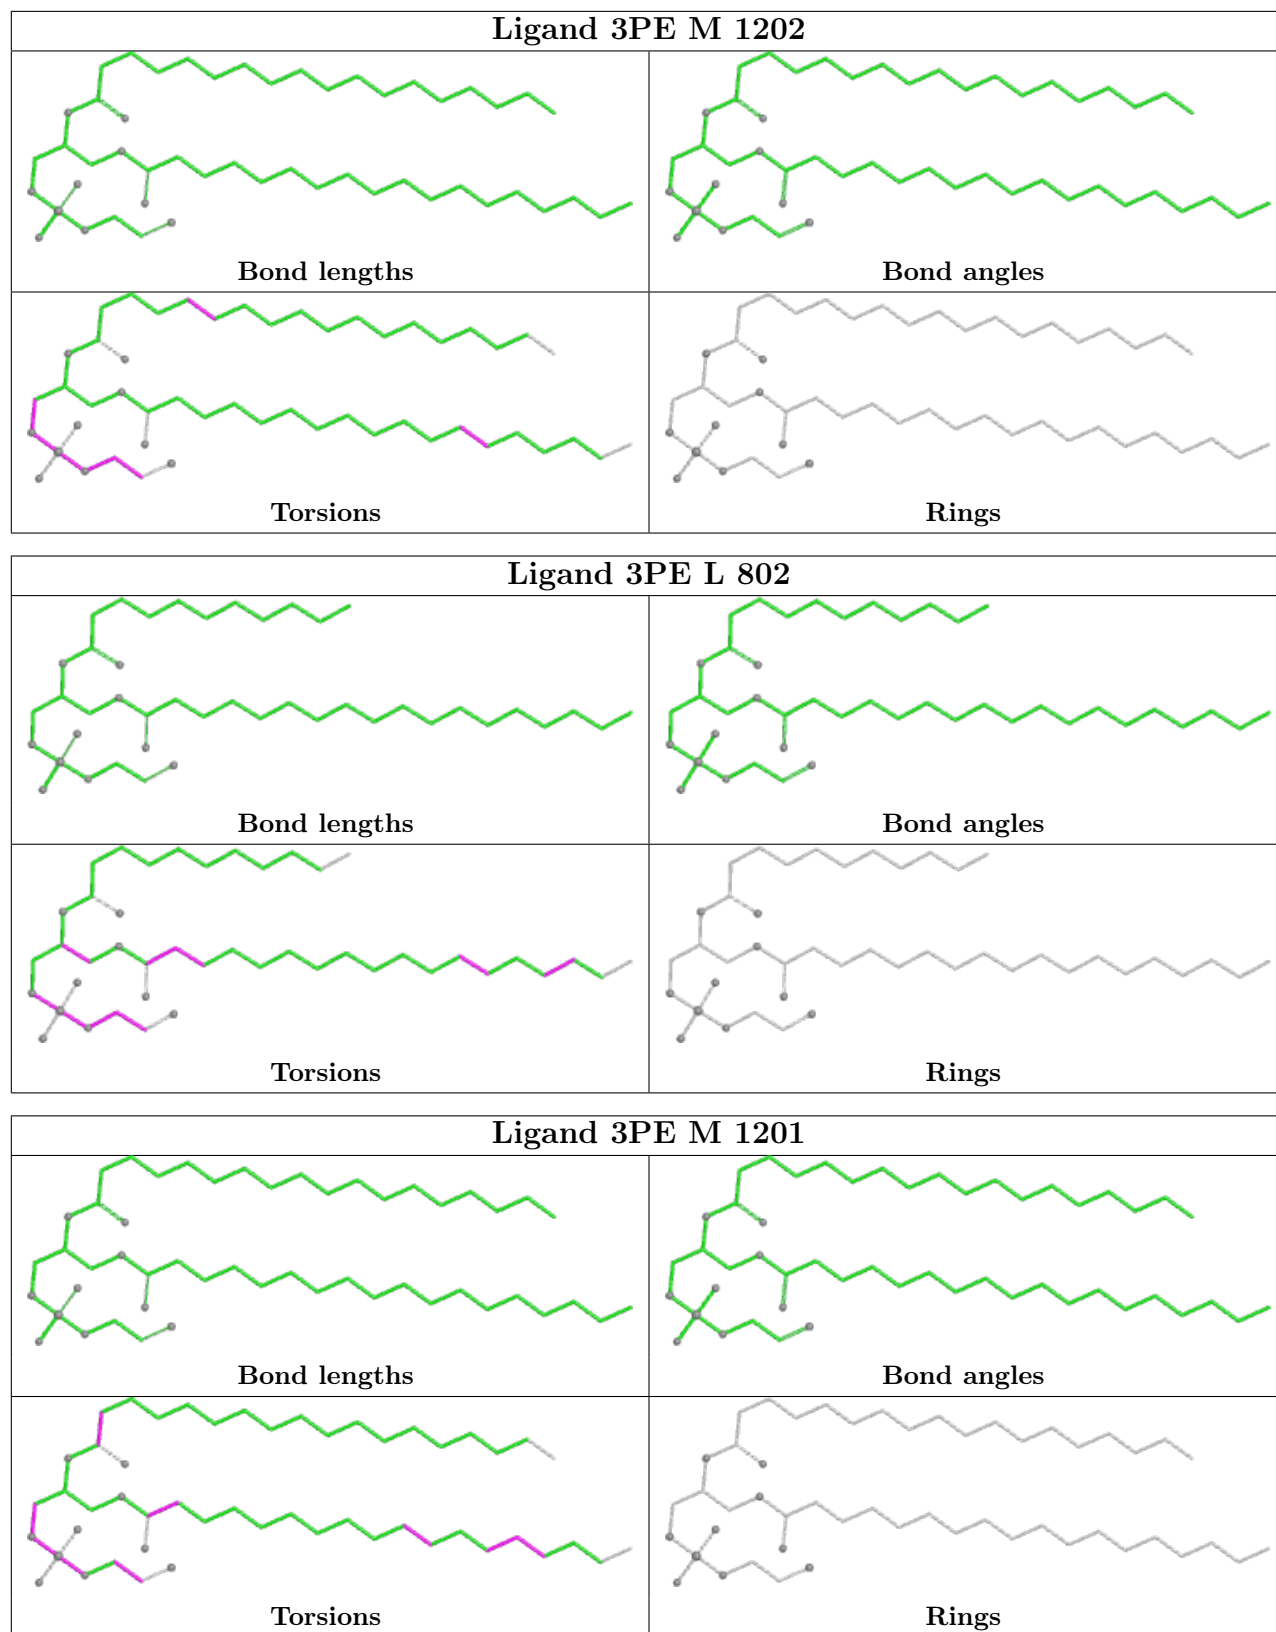 Ligand 3PE M 1202
Bond lengths
Bond angles
Torsions
Rings
Ligand 3PE L 802
Bond lengths
Bond angles
Torsions
Rings
Ligand 3PE M 1201
Bond lengths
Bond angles
Torsions
Rings